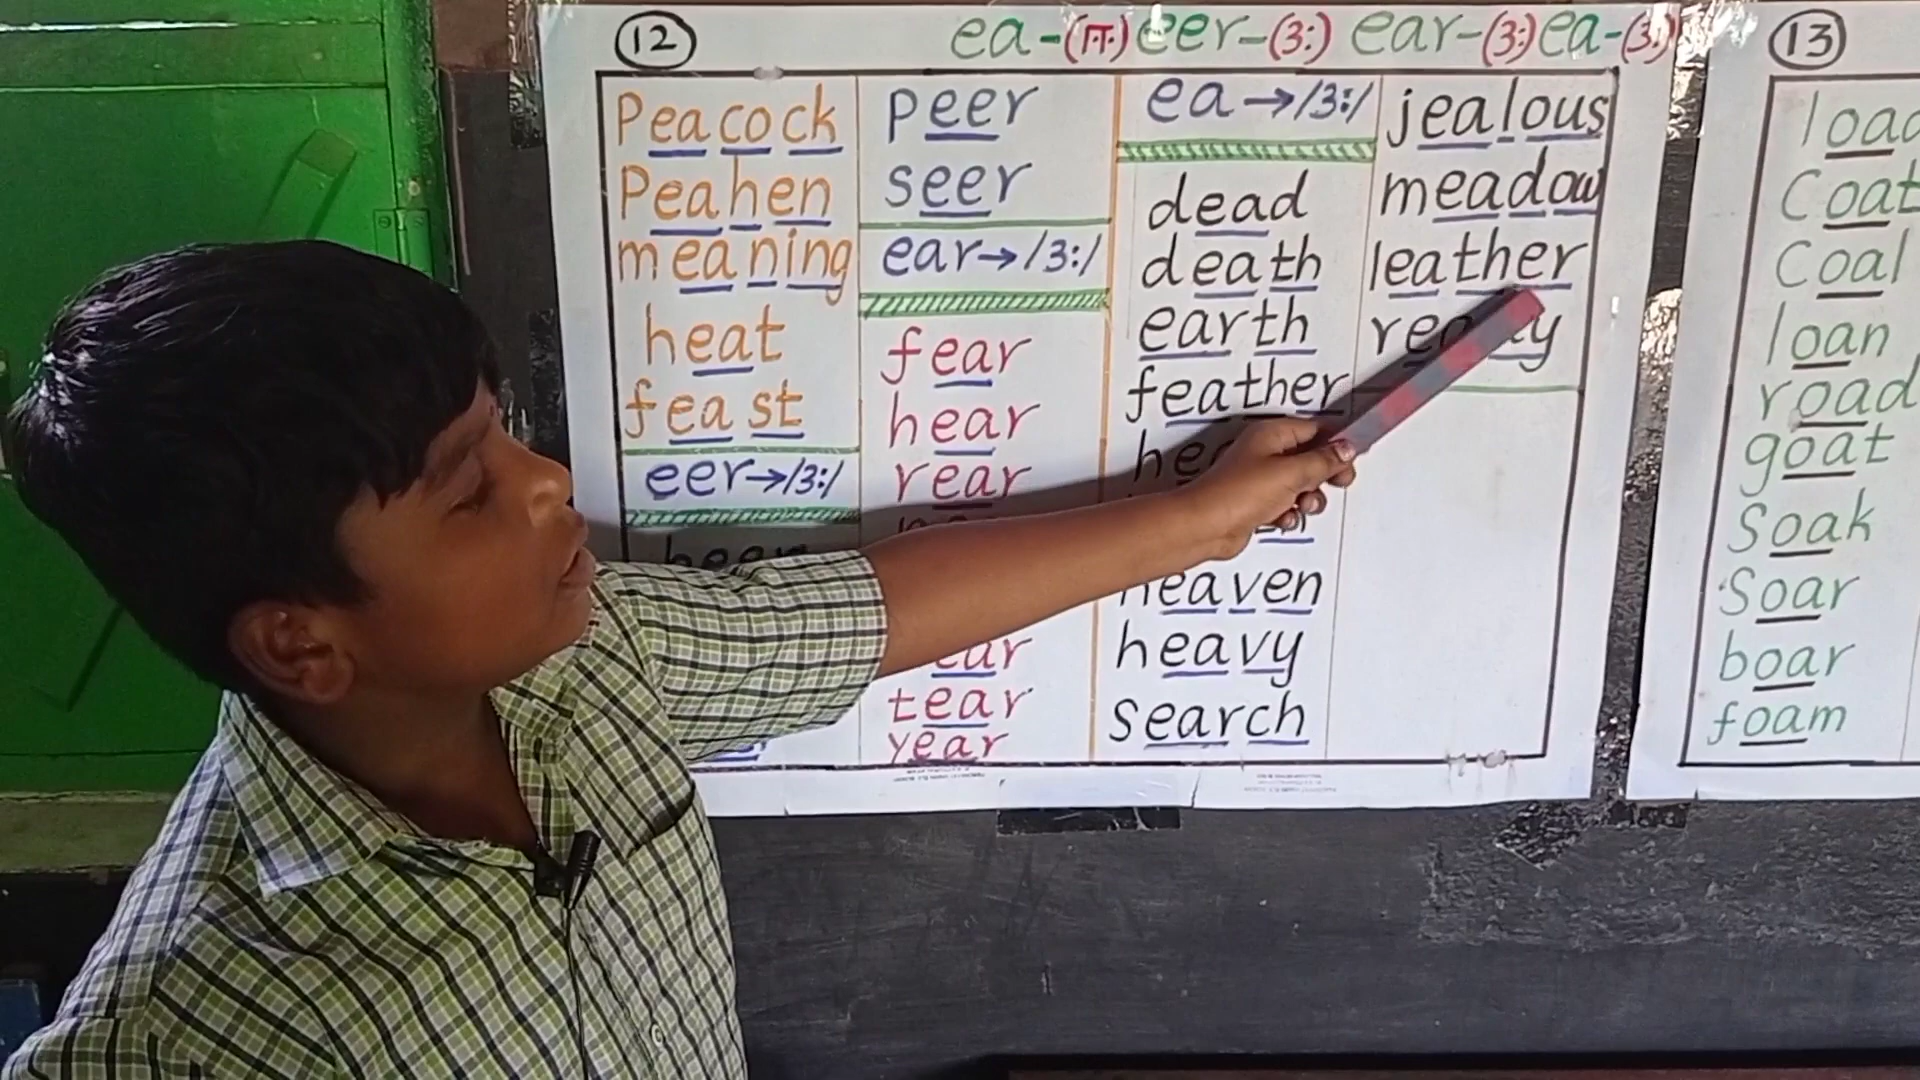 12
ea-(IT.) eer-(3:) ear-(3:) ea-(3:)
Peacock
Peahen
meaning
heat
feast
eer→/3:/
peer
seer
ear→/3:/
fear
hear
rear
tear
year
ea→/3:/
dead
death
earth
feather
heaven
heavy
search
jealous
meadow
leather
13
Coat
Coal
loan
road
goat
Soak
Soar
boar
foam